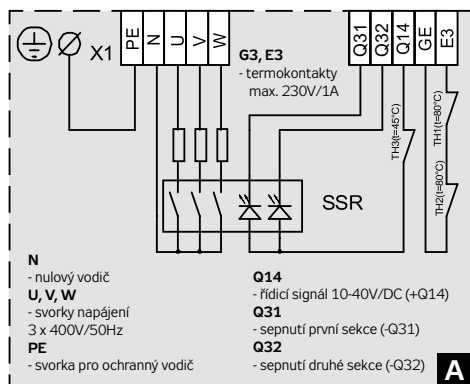 X1
PE
N
U
V
W
G3, E3
- termokontakty
max. 230V/1A
Q31
Q32
Q14
GE
E3
TH3(t=45°C)
TH1(t=80°C)
TH2(t=80°C)
SSR
N
- nulový vodič
U, V, W
- svorky napájení
3 x 400V/50Hz
PE
- svorka pro ochranný vodič
Q14
- řídicí signál 10-40V/DC (+Q14)
Q31
- sepnutí první sekce (-Q31)
Q32
- sepnutí druhé sekce (-Q32)
A